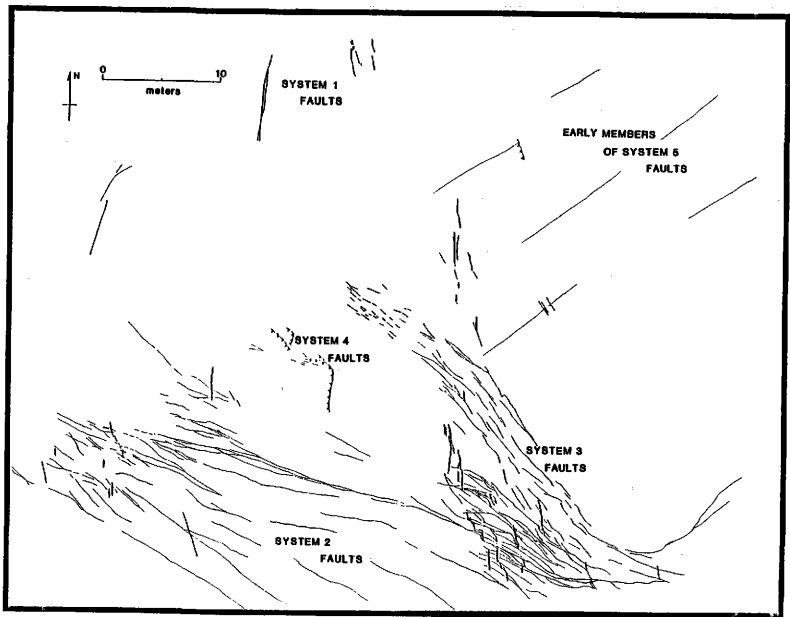 N
0 10
meters
SYSTEM 1
FAULTS
EARLY MEMBERS
OF SYSTEM 5
FAULTS
SYSTEM 4
FAULTS
SYSTEM 3
FAULTS
SYSTEM 2
FAULTS